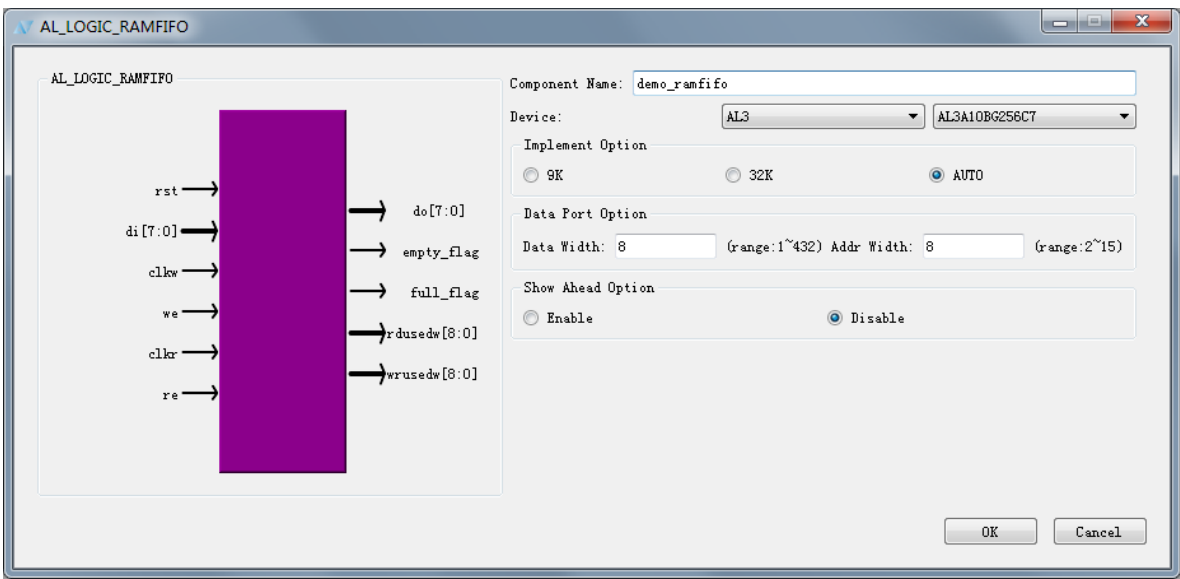 AL_LOGIC_RAMFIFO
AL_LOGIC_RAMFIFO
rst
di[7:0]
clkw
we
clkr
re
do[7:0]
empty_flag
full_flag
rdusedw[8:0]
wrusedw[8:0]
Component Name: demo_ramfifo
Device: AL3 AL3A10BG256C7
Implement Option
9K 32K AUTO
Data Port Option
Data Width: 8 (range:1~432) Addr Width: 8 (range:2~15)
Show Ahead Option
Enable Disable
OK Cancel